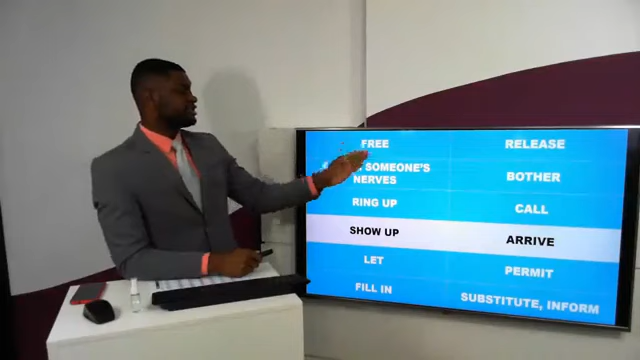 FREE RELEASE
SOMEONE'S
NERVES BOTHER
RING UP CALL
SHOW UP ARRIVE
LET PERMIT
FILL IN SUBSTITUTE, INFORM